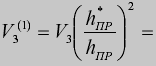 V₃⁽¹⁾ = V₃(h*ПР / hПР)² =